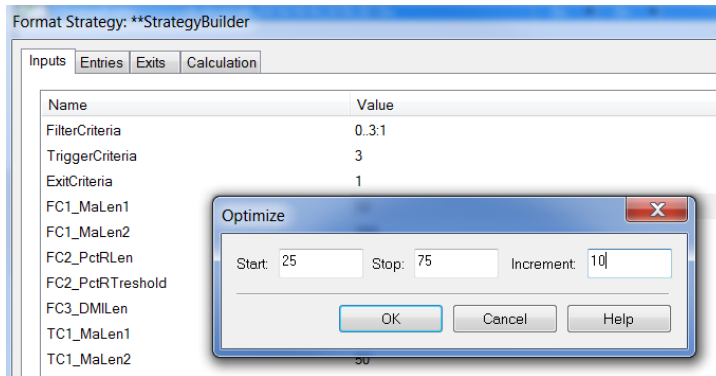 Format Strategy: **StrategyBuilder
Inputs Entries Exits Calculation
Name Value
FilterCriteria 0..3:1
TriggerCriteria 3
ExitCriteria 1
FC1_MaLen1
FC1_MaLen2
FC2_PctRLen
FC2_PctRTreshold
FC3_DMILen
TC1_MaLen1
TC1_MaLen2 50
Optimize
Start: 25 Stop: 75 Increment: 10
OK Cancel Help